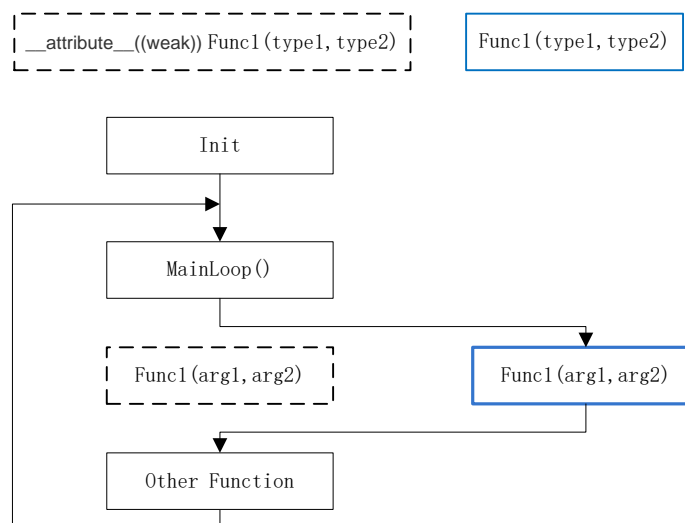 __attribute__((weak)) Func1(type1, type2)
Func1(type1, type2)
Init
MainLoop()
Func1(arg1, arg2)
Func1(arg1, arg2)
Other Function